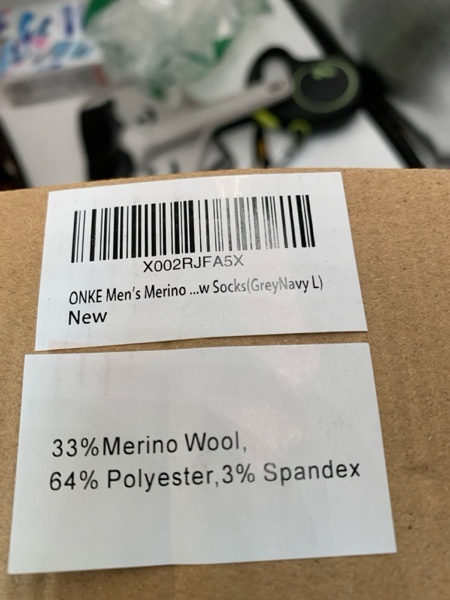 X002RJFA5X
ONKE Men's Merino ...w Socks(GreyNavy L)
New
33%Merino Wool,
64% Polyester,3% Spandex